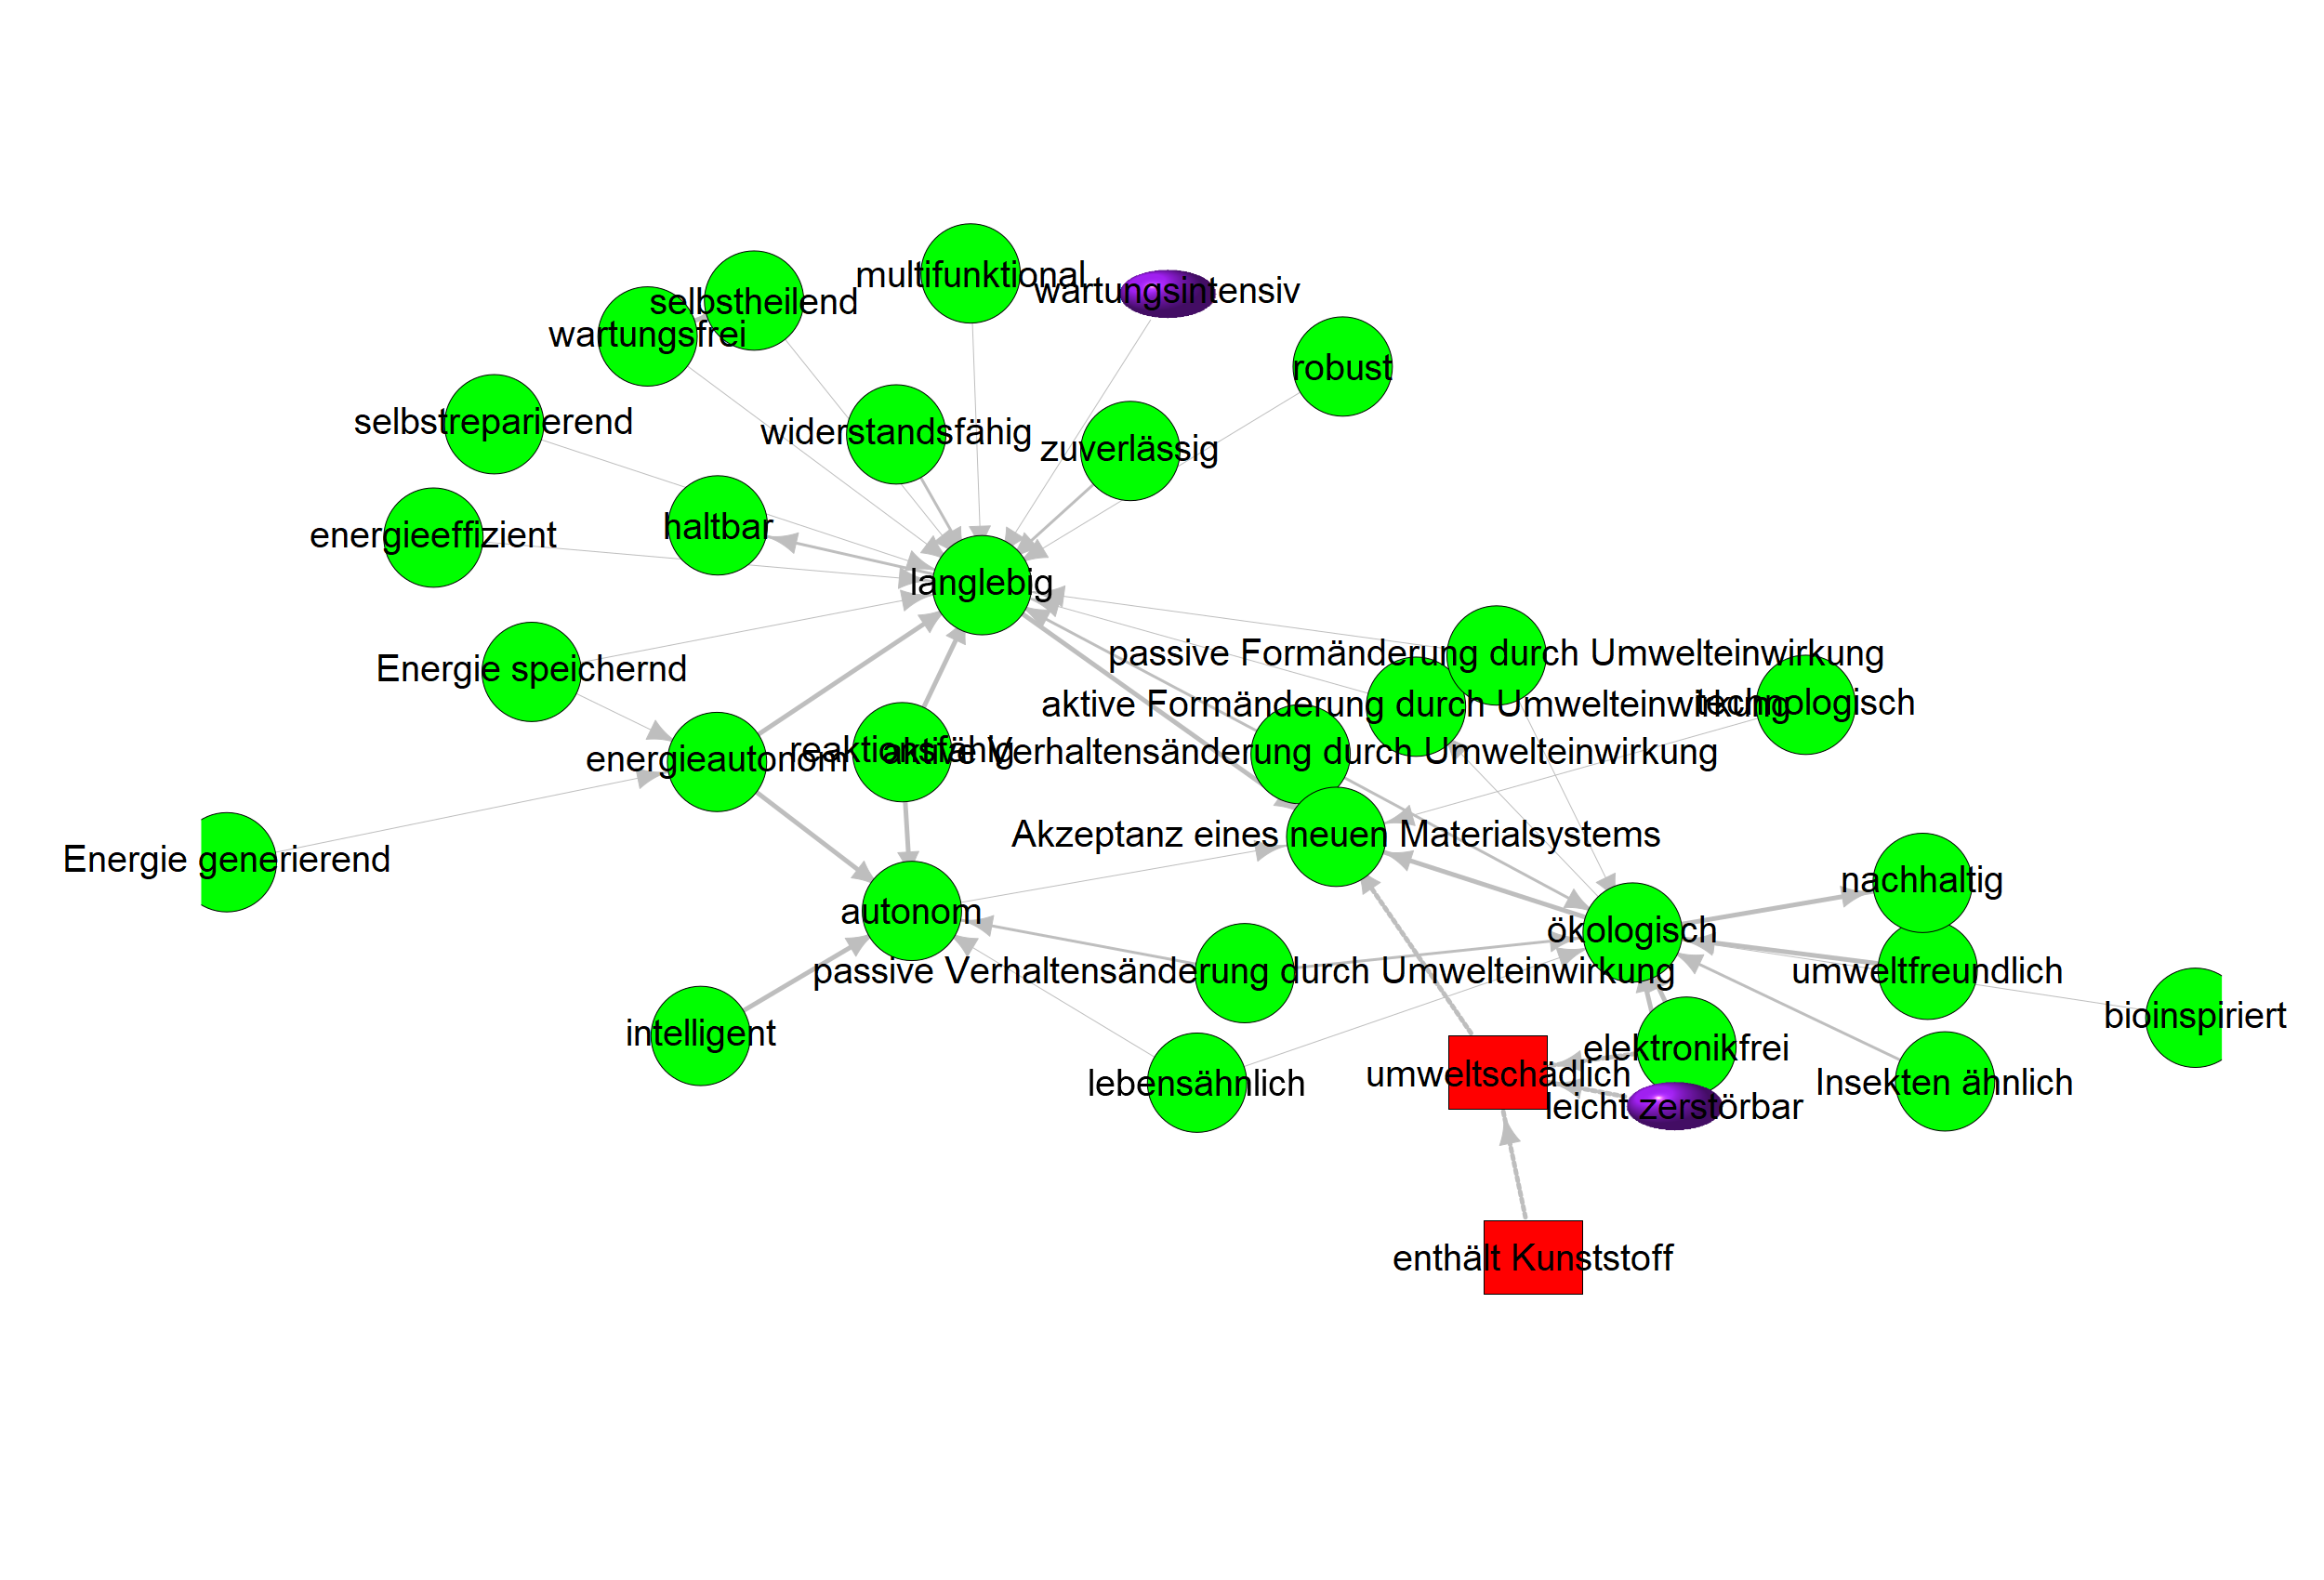 multifunktional
wartungsintensiv
selbstheilend
wartungsfrei
robust
selbstreparierend
widerstandsfähig
zuverlässig
haltbar
energieeffizient
langlebig
passive Formänderung durch Umwelteinwirkung
Energie speichernd
aktive Formänderung durch Umwelteinwirkung
technologisch
reaktionsfähig
aktive Verhaltensänderung durch Umwelteinwirkung
energieautonom
Akzeptanz eines neuen Materialsystems
Energie generierend
nachhaltig
autonom
ökologisch
passive Verhaltensänderung durch Umwelteinwirkung
umweltfreundlich
bioinspiriert
intelligent
elektronikfrei
umweltschädlich
lebensähnlich
Insekten ähnlich
leicht zerstörbar
enthält Kunststoff